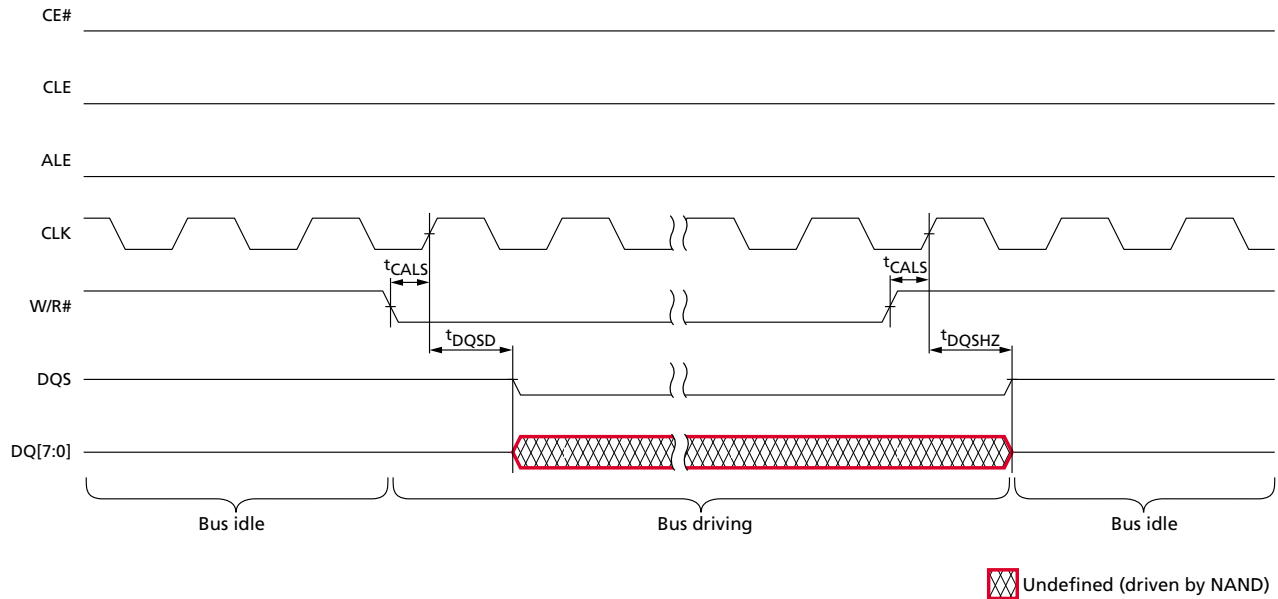 CE#
CLE
ALE
CLK
tCALS tCALS
W/R#
tDQSD tDQSHZ
DQS
DQ[7:0]
Bus idle Bus driving Bus idle
Undefined (driven by NAND)